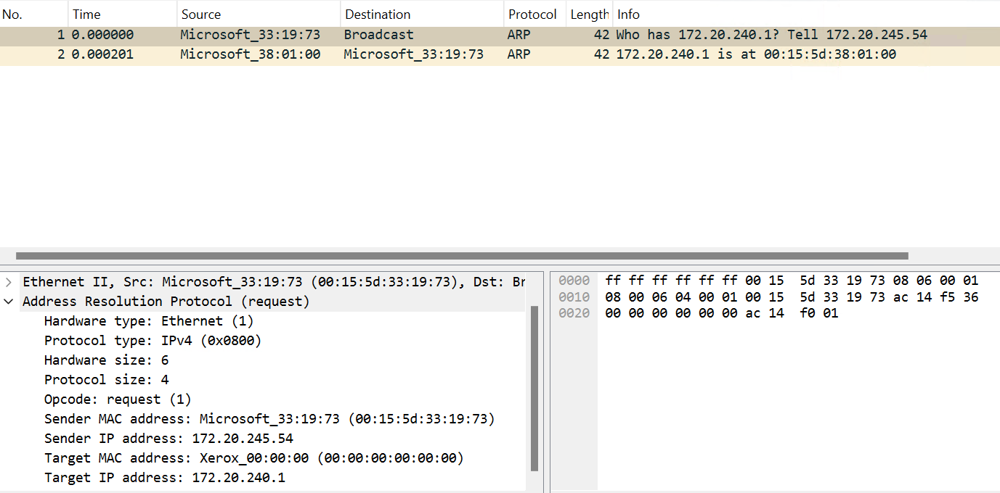 No. Time Source Destination Protocol Length Info
1 0.000000 Microsoft_33:19:73 Broadcast ARP 42 Who has 172.20.240.1? Tell 172.20.245.54
2 0.000201 Microsoft_38:01:00 Microsoft_33:19:73 ARP 42 172.20.240.1 is at 00:15:5d:38:01:00
Ethernet II, Src: Microsoft_33:19:73 (00:15:5d:33:19:73), Dst: Br
Address Resolution Protocol (request)
Hardware type: Ethernet (1)
Protocol type: IPv4 (0x0800)
Hardware size: 6
Protocol size: 4
Opcode: request (1)
Sender MAC address: Microsoft_33:19:73 (00:15:5d:33:19:73)
Sender IP address: 172.20.245.54
Target MAC address: Xerox_00:00:00 (00:00:00:00:00:00)
Target IP address: 172.20.240.1
0000 ff ff ff ff ff ff 00 15 5d 33 19 73 08 06 00 01
0010 08 00 06 04 00 01 00 15 5d 33 19 73 ac 14 f5 36
0020 00 00 00 00 00 00 ac 14 f0 01